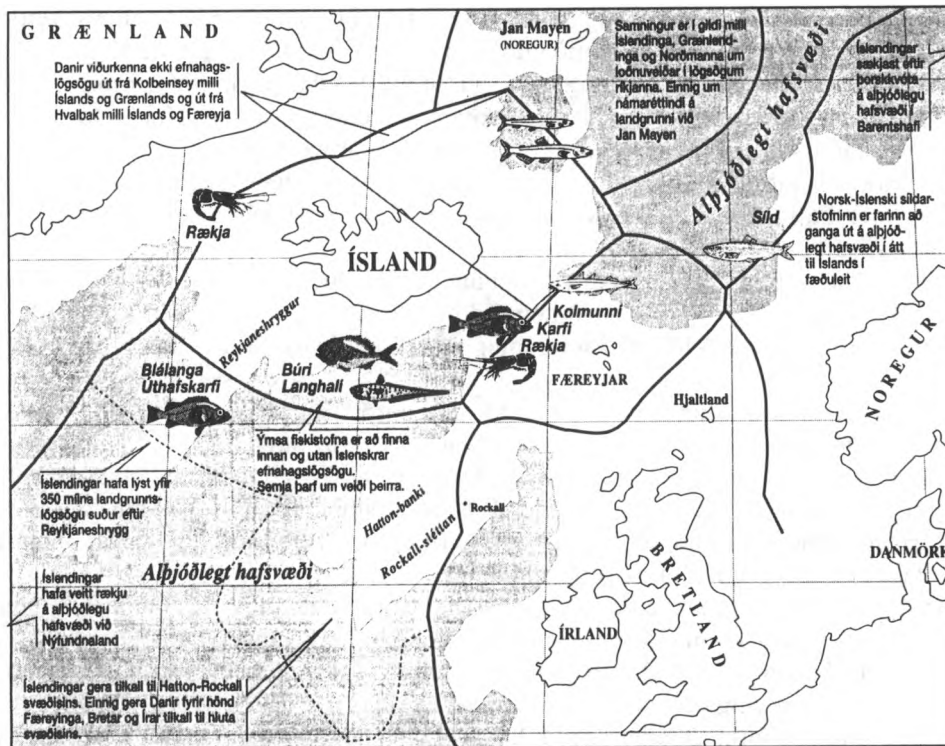 GRÆNLAND
Danir viðurkenna ekki efnahags-
lögsögu út frá Kolbeinsey milli
Íslands og Grænlands og út frá
Hvalbak milli Íslands og Færeyja
Jan Mayen
(NOREGUR)
Samningur er í gildi milli
Íslendinga, Grænlend-
inga og Norðmanna um
loðnuveiðar í lögsögum
ríkjanna. Einnig um
námaréttindi á
landgrunni við
Jan Mayen
Alþjóðlegt hafsvæði
Íslendingar
sækjast eftir
þorskkvóta
á alþjóðlegu
hafsvæði í
Barentshafi
Rækja
ÍSLAND
Síld
Norsk-íslenski síldar-
stofninn er farinn að
ganga út á alþjóð-
legt hafsvæði í átt
til Íslands í
fæðuleit
Reykjaneshryggur
Kolmunni
Karfi
Rækja
Blálanga
Úthafskarfi
Búri
Langhali
FÆREYJAR
Hjaltland
NOREGUR
Ýmsa fiskistofna er að finna
innan og utan íslenskrar
efnahagslögsögu.
Semja þarf um veiði þeirra.
Íslendingar hafa lýst yfir
350 mílna landgrunns-
lögsögu suður eftir
Reykjaneshrygg
Hatton-banki
Rockall-sléttan
Rockall
Alþjóðlegt hafsvæði
Íslendingar
hafa veitt rækju
á alþjóðlegu
hafsvæði við
Nýfundnaland
BRETLAND
DANMÖRK
ÍRLAND
Íslendingar gera tilkall til Hatton-Rockall
svæðisins. Einnig gera Danir fyrir hönd
Færeyinga, Bretar og Írar tilkall til hluta
svæðisins.